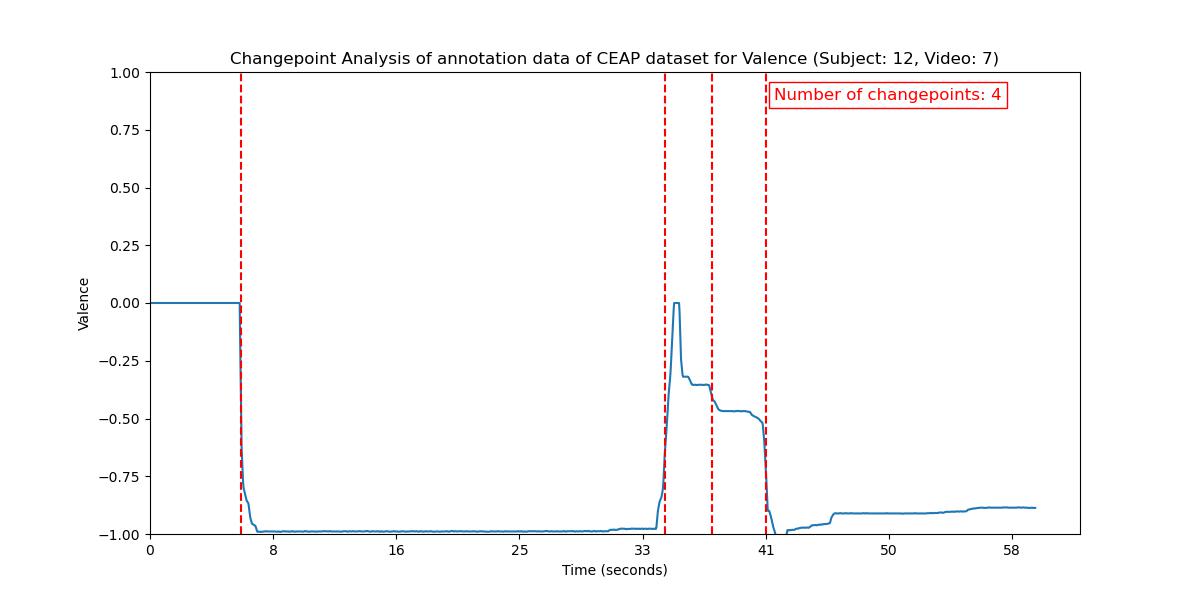 Changepoint Analysis of annotation data of CEAP dataset for Valence (Subject: 12, Video: 7)
Number of changepoints: 4
1.00
0.75
0.50
0.25
0.00
−0.25
−0.50
−0.75
−1.00
Valence
0 8 16 25 33 41 50 58
Time (seconds)